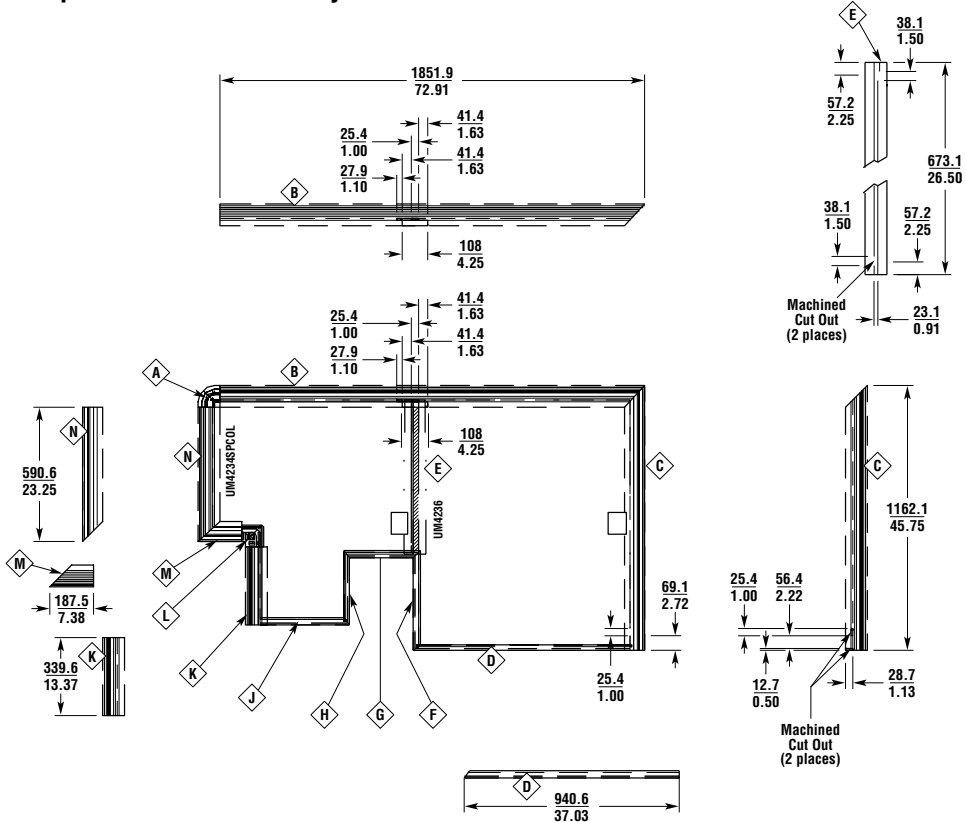 E
38.1
1.50
57.2
2.25
673.1
26.50
38.1
1.50
57.2
2.25
Machined
Cut Out
(2 places)
23.1
0.91
1851.9
72.91
41.4
1.63
25.4
1.00
41.4
1.63
27.9
1.10
B
108
4.25
41.4
1.63
25.4
1.00
41.4
1.63
27.9
1.10
A
B
108
4.25
N
N
UM4234SPCOL
E
UM4236
C
C
590.6
23.25
1162.1
45.75
M
M
L
187.5
7.38
K
K
339.6
13.37
J
H
G
F
D
69.1
2.72
25.4
1.00
25.4
1.00
56.4
2.22
12.7
0.50
28.7
1.13
Machined
Cut Out
(2 places)
D
940.6
37.03